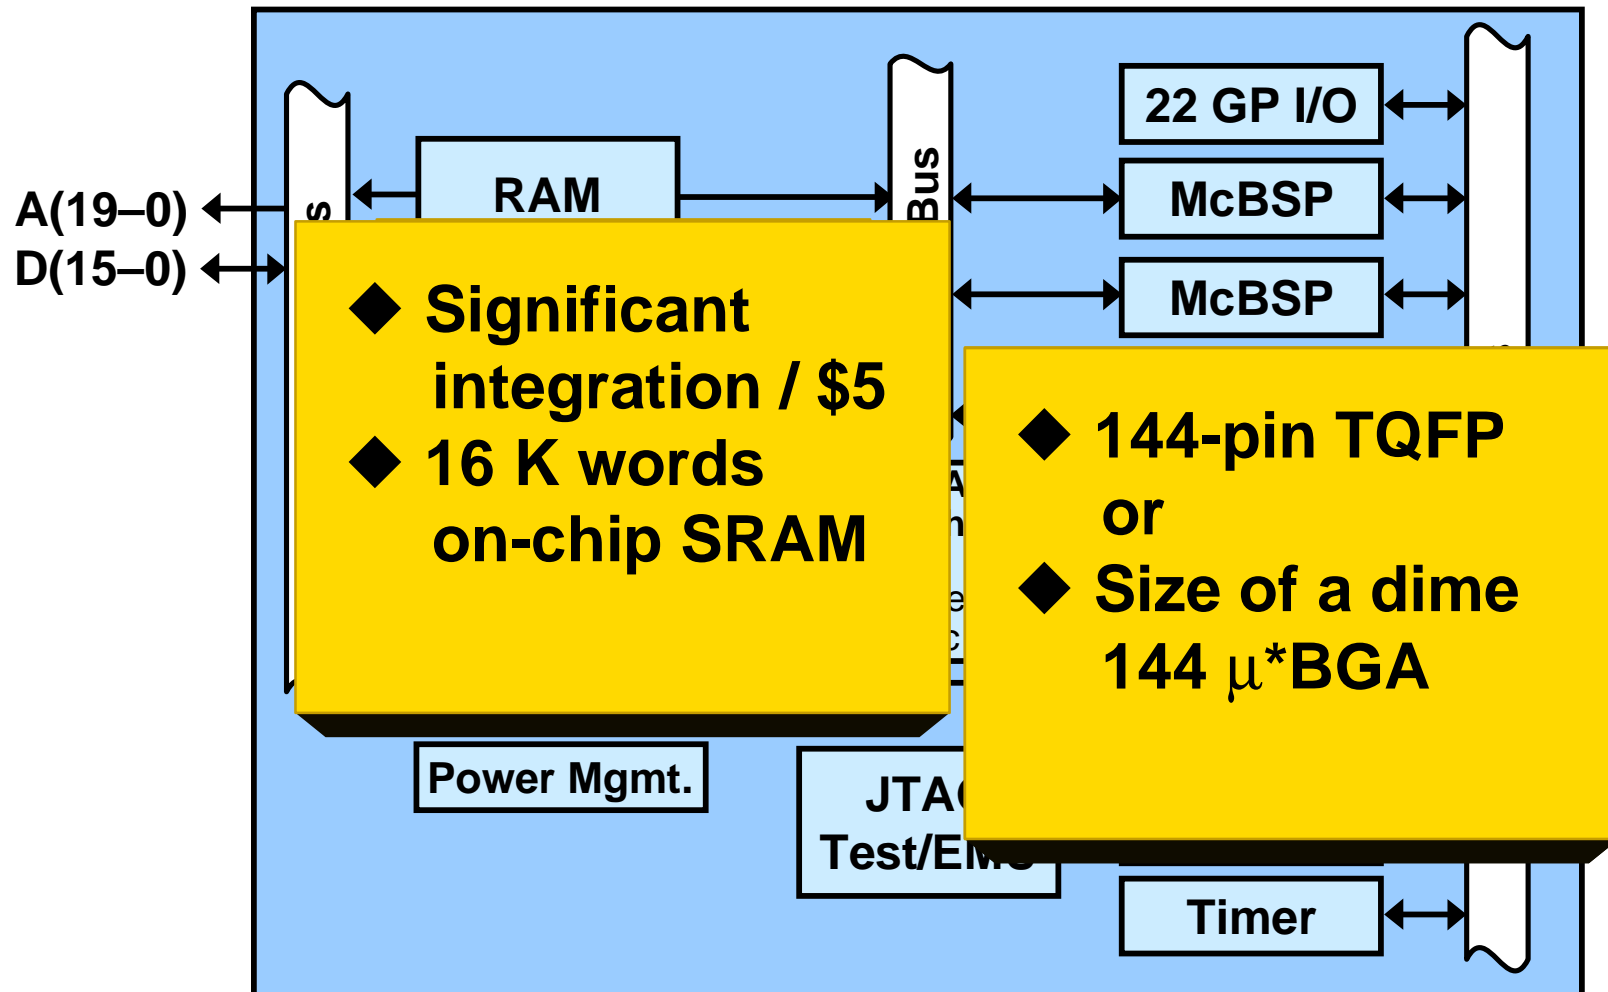 22 GP I/O
Bus
RAM
McBSP
A(19–0)
D(15–0)
McBSP
◆ Significant
integration / $5
◆ 16 K words
on-chip SRAM
◆ 144-pin TQFP
or
◆ Size of a dime
144 μ*BGA
Power Mgmt.
JTAG
Test/EMU
Timer